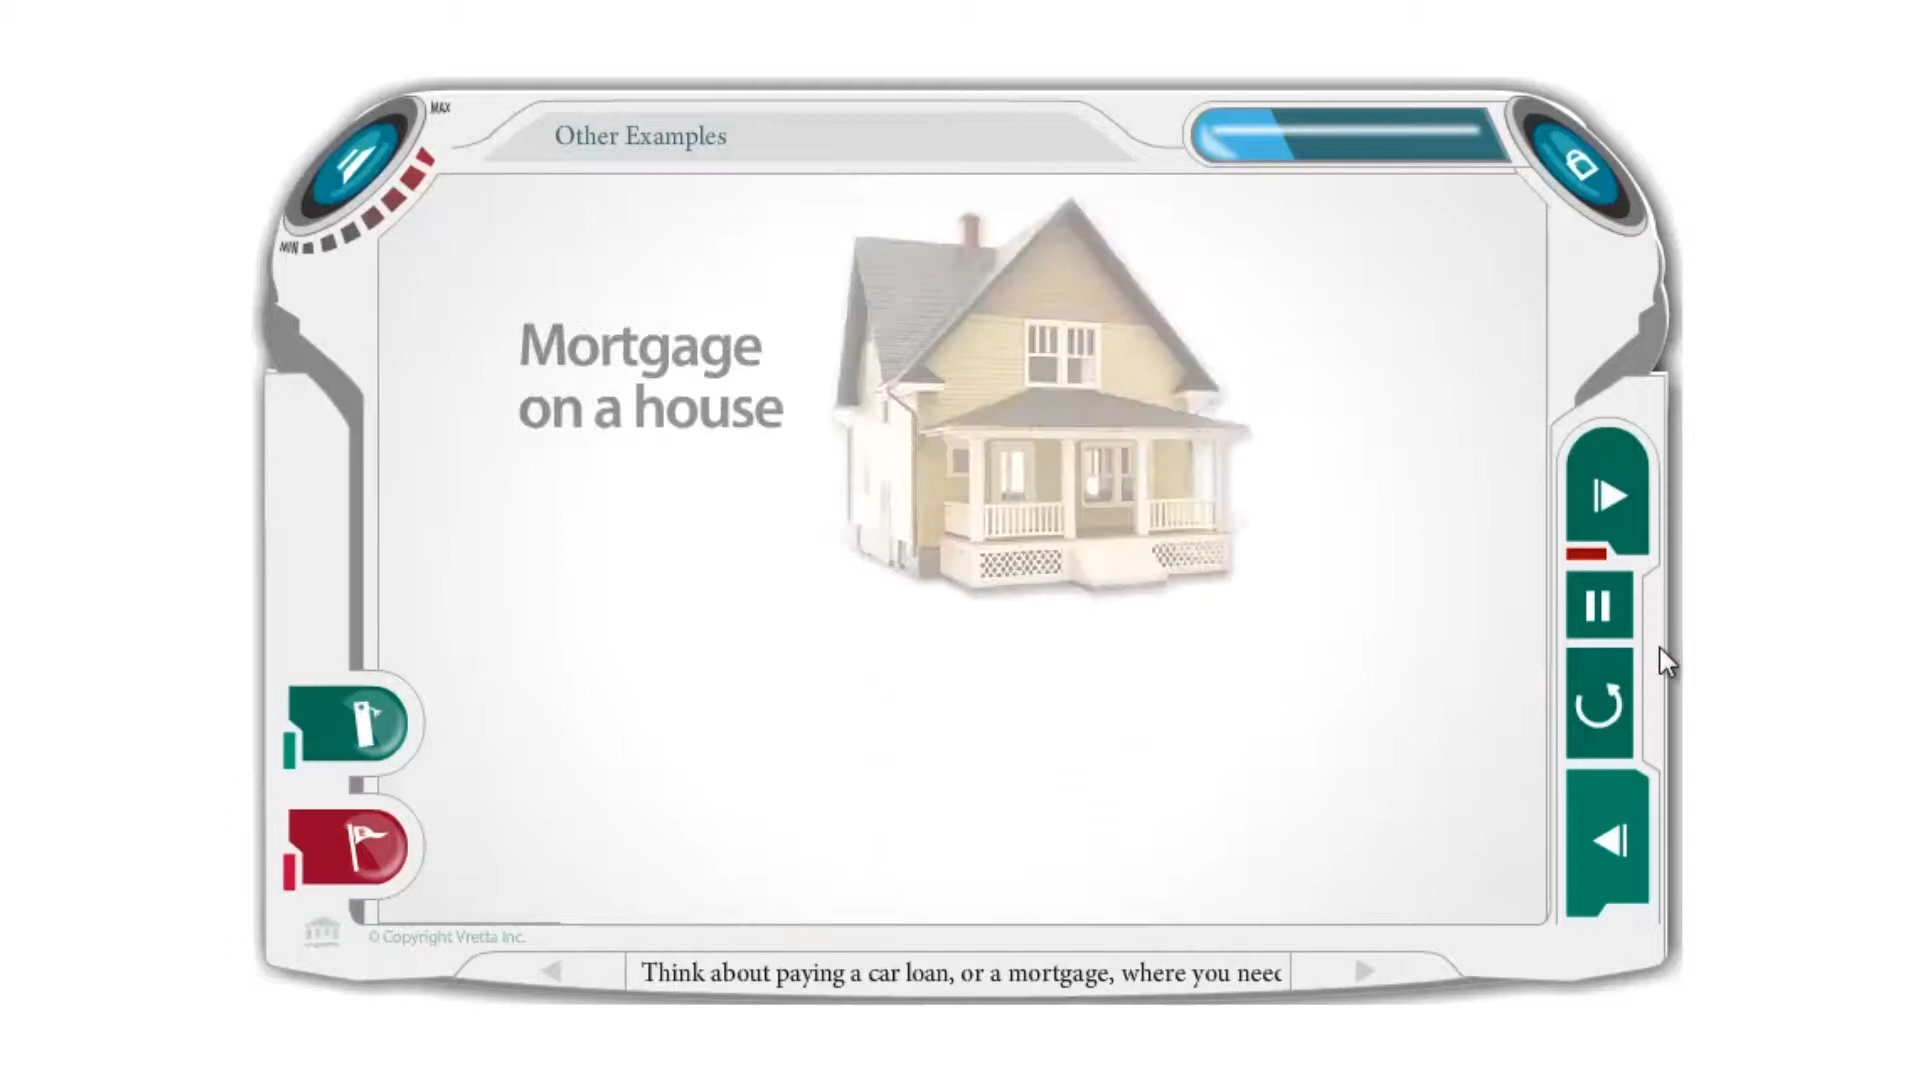 MAX
Other Examples
MIN
Mortgage
on a house
© Copyright Vretta Inc.
Think about paying a car loan, or a mortgage, where you need